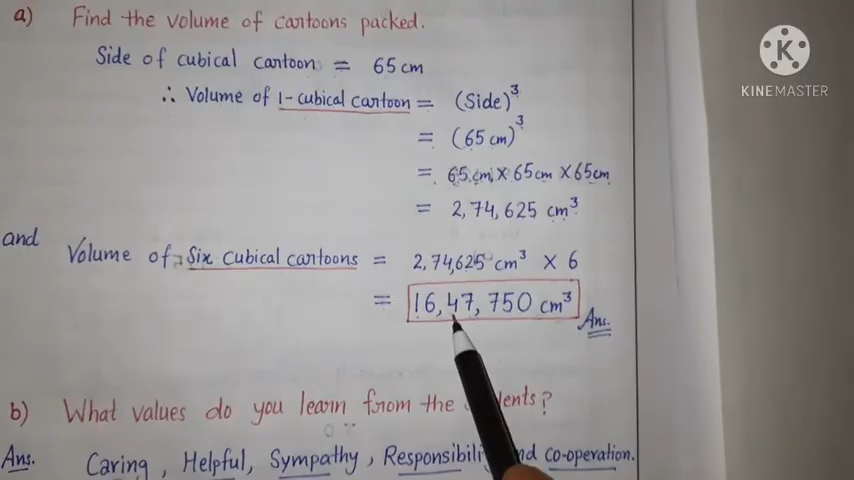 a) Find the volume of cartoons packed.
Side of cubical cartoon = 65 cm
∴ Volume of 1-cubical cartoon = (Side)³
= (65 cm)³
= 65 cm × 65 cm × 65 cm
= 2,74,625 cm³
and Volume of Six cubical cartoons = 2,74,625 cm³ × 6
= 16,47,750 cm³
Ans.
b) What values do you learn from the
Ans. Caring, Helpful, Sympathy, co-operation.
K
KINEMASTER